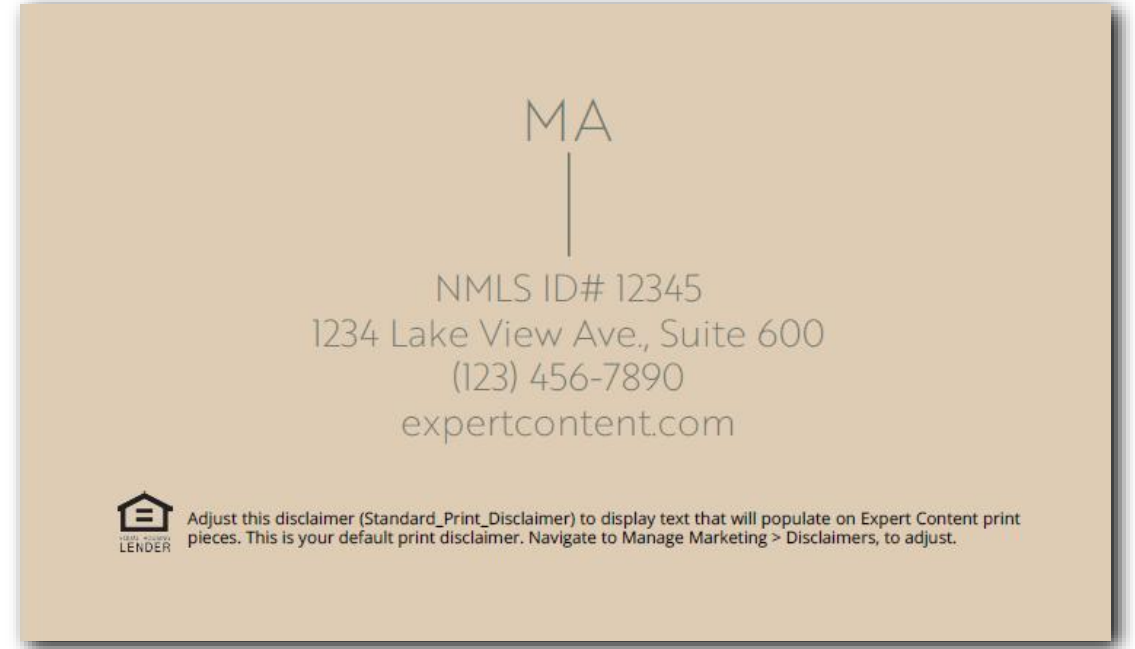 MA
NMLS ID# 12345
1234 Lake View Ave., Suite 600
(123) 456-7890
expertcontent.com
EQUAL HOUSING
LENDER
Adjust this disclaimer (Standard_Print_Disclaimer) to display text that will populate on Expert Content print
pieces. This is your default print disclaimer. Navigate to Manage Marketing > Disclaimers, to adjust.